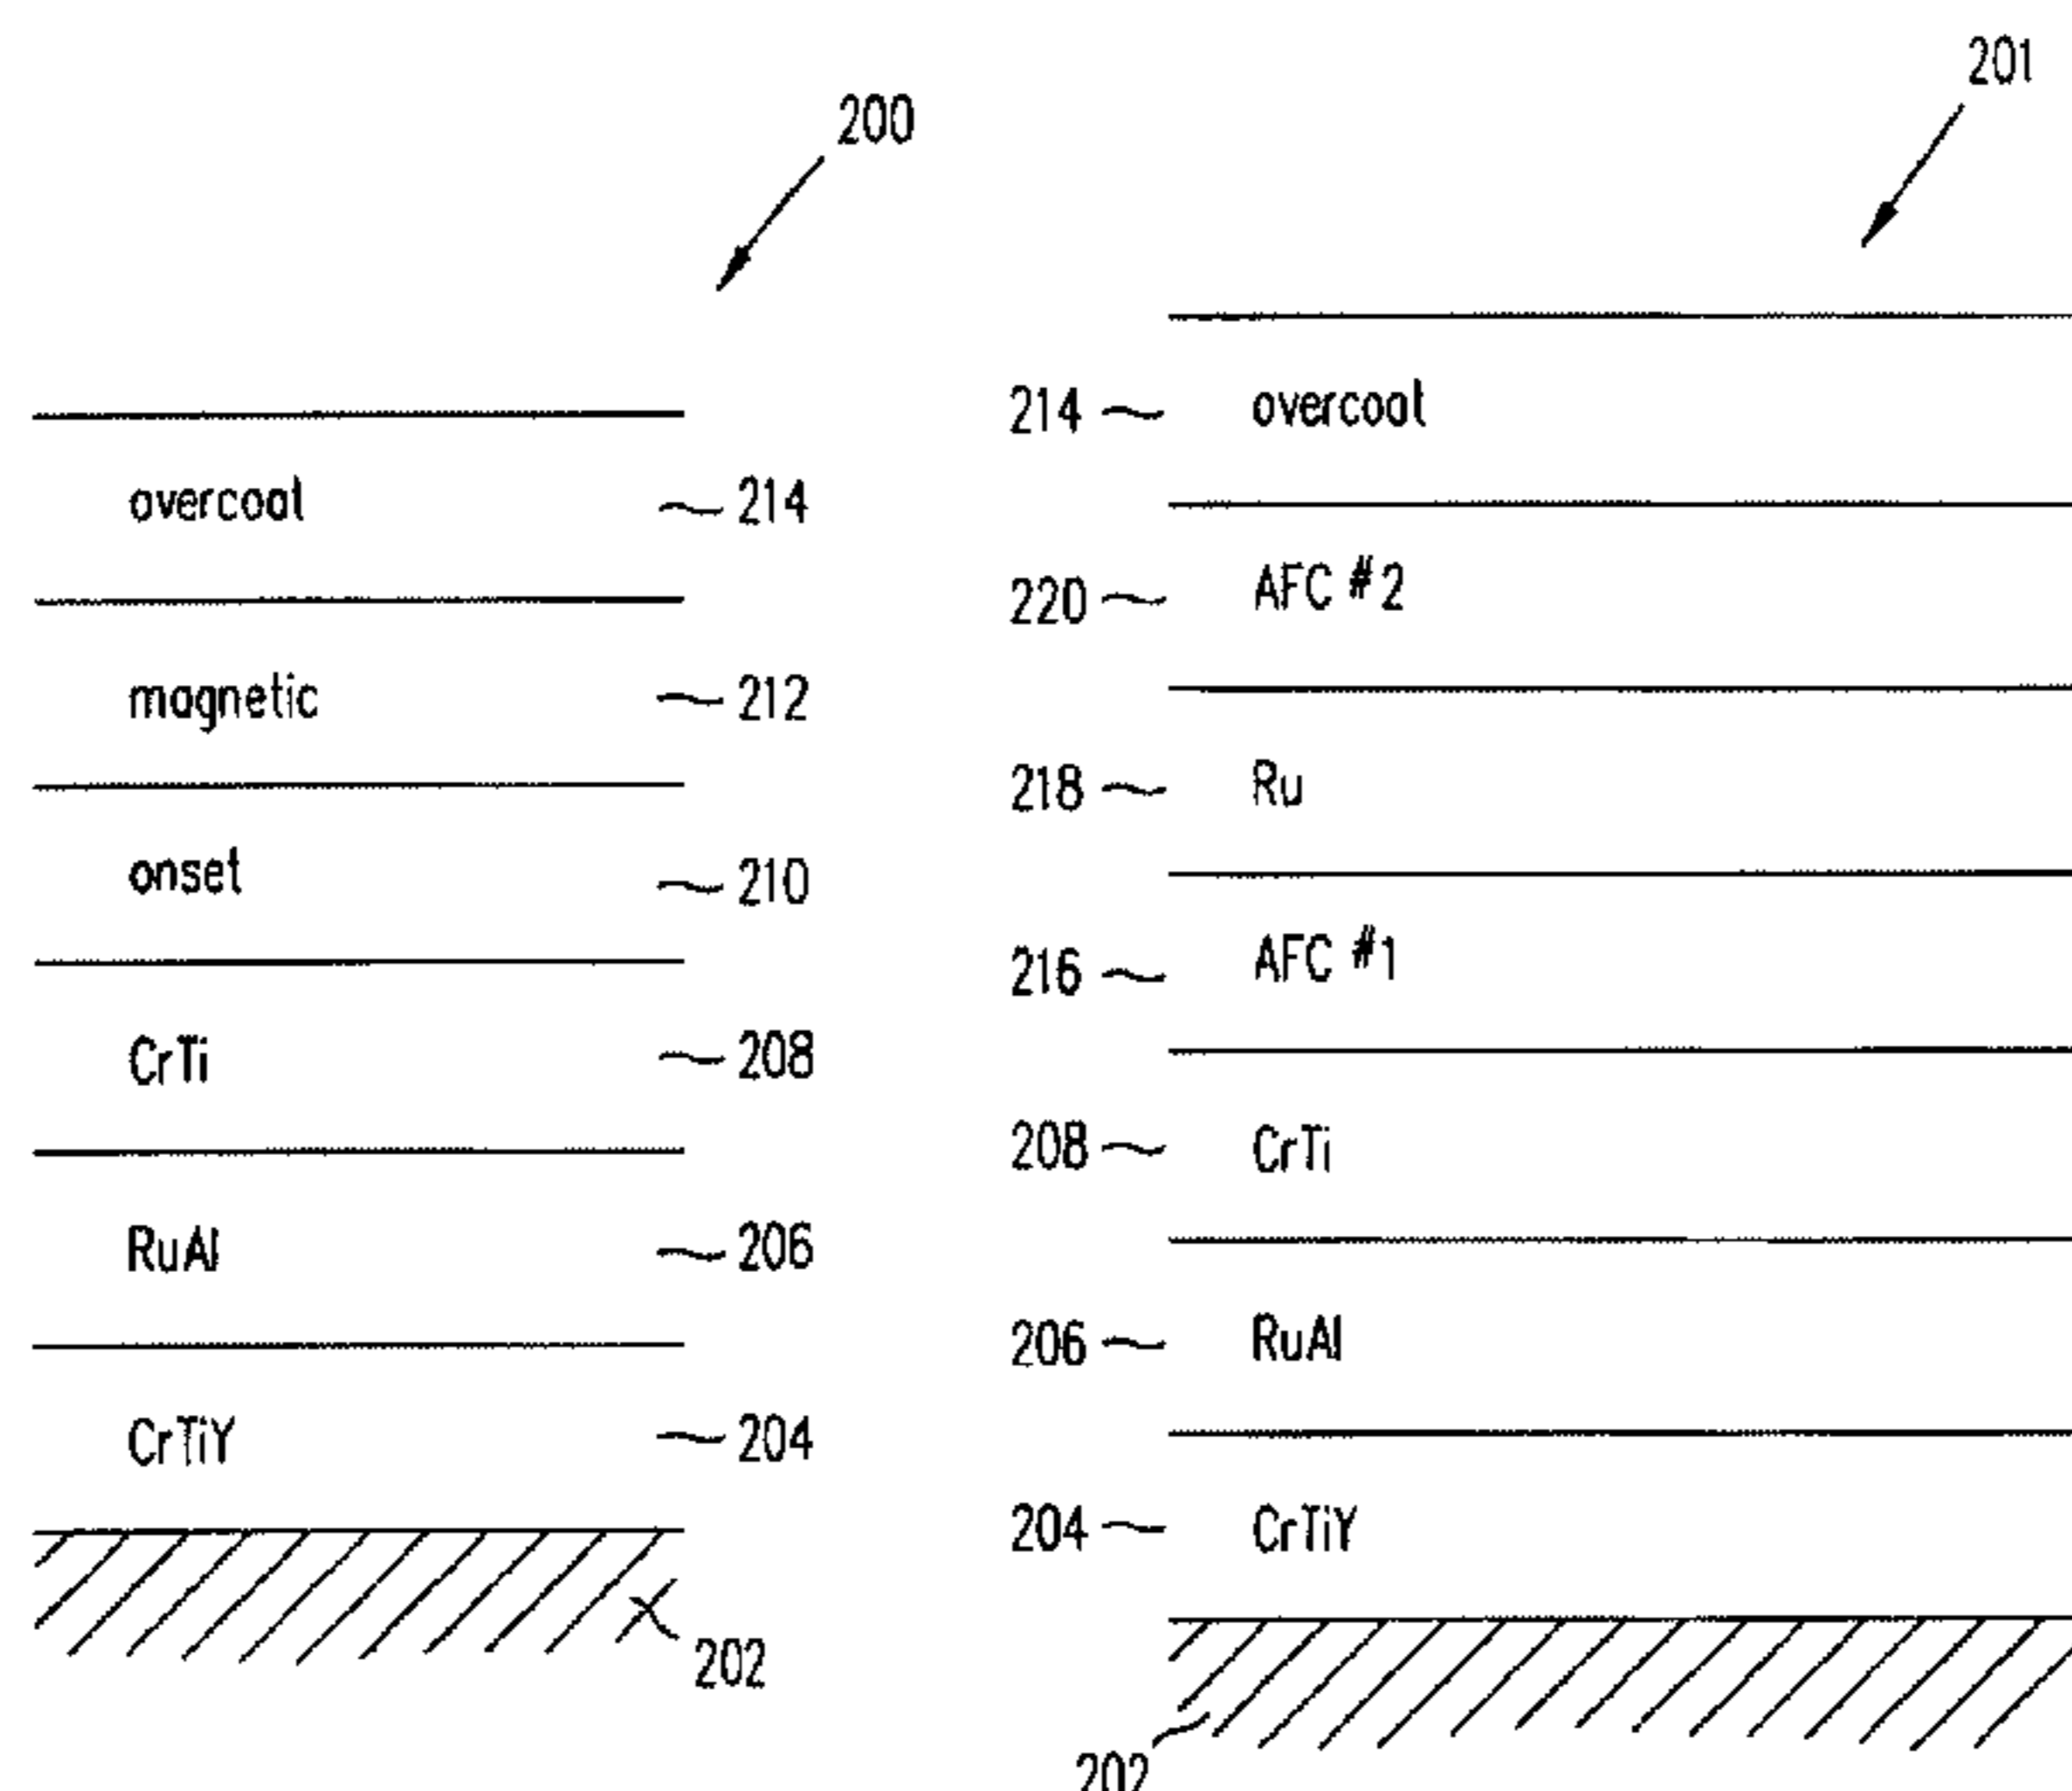 200
overcoat 214
magnetic 212
onset 210
CrTi 208
RuAl 206
CrTiY 204
202
201
214 overcoat
220 AFC #2
218 Ru
216 AFC #1
208 CrTi
206 RuAl
204 CrTiY
202